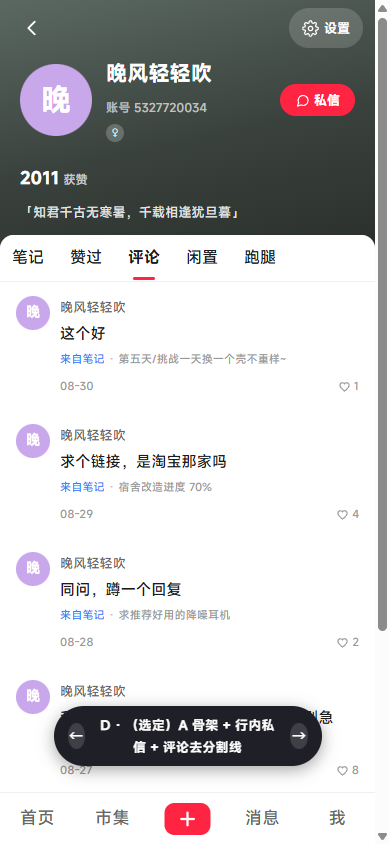 设置
晚
晚风轻轻吹
账号 5327720034
私信
2011 获赞
「知君千古无寒暑，千载相逢犹旦暮」
笔记 赞过 评论 闲置 跑腿
晚
晚风轻轻吹
这个好
来自笔记 · 第五天/挑战一天换一个壳不重样~
08-30 1
晚
晚风轻轻吹
求个链接，是淘宝那家吗
来自笔记 · 宿舍改造进度 70%
08-29 4
晚
晚风轻轻吹
同问，蹲一个回复
来自笔记 · 求推荐好用的降噪耳机
08-28 2
晚
晚风轻轻吹
急
← D · （选定）A 骨架 + 行内私
信 + 评论去分割线 →
08-27 8
首页 市集 + 消息 我